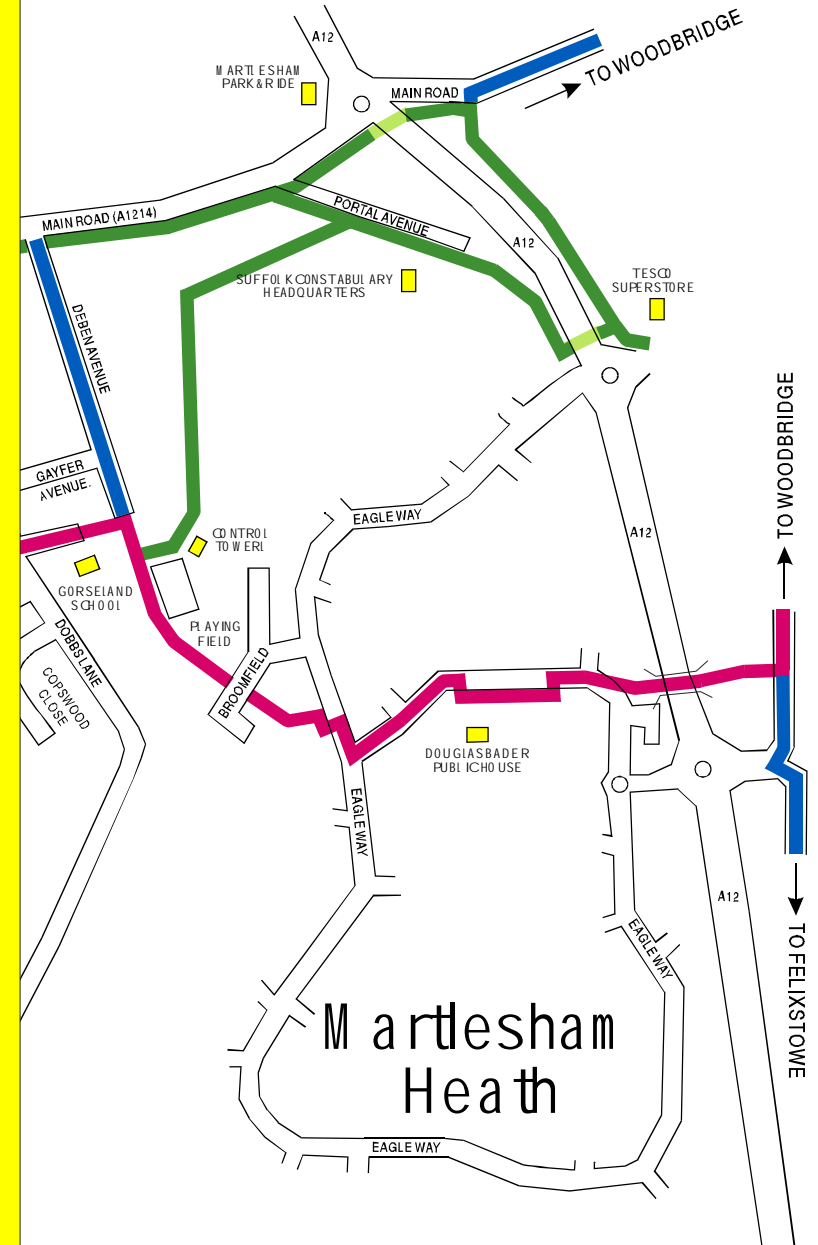 A12
MARTLESHAM
PARK & RIDE
MAIN ROAD
TO WOODBRIDGE
MAIN ROAD (A1214)
PORTAL AVENUE
A12
SUFFOLK CONSTABULARY
HEADQUARTERS
TESCO
SUPERSTORE
DEBEN AVENUE
TO WOODBRIDGE
GAYFER
AVENUE.
EAGLE WAY
A12
CONTROL
TOWERL
GORSELAND
SCHOOL
PLAYING
FIELD
DOBBS LANE
COPSWOOD
CLOSE
BROOMFIELD
DOUGLAS BADER
PUBLIC HOUSE
EAGLE WAY
A12
EAGLE WAY
TO FELIXSTOWE
Martlesham
Heath
EAGLE WAY